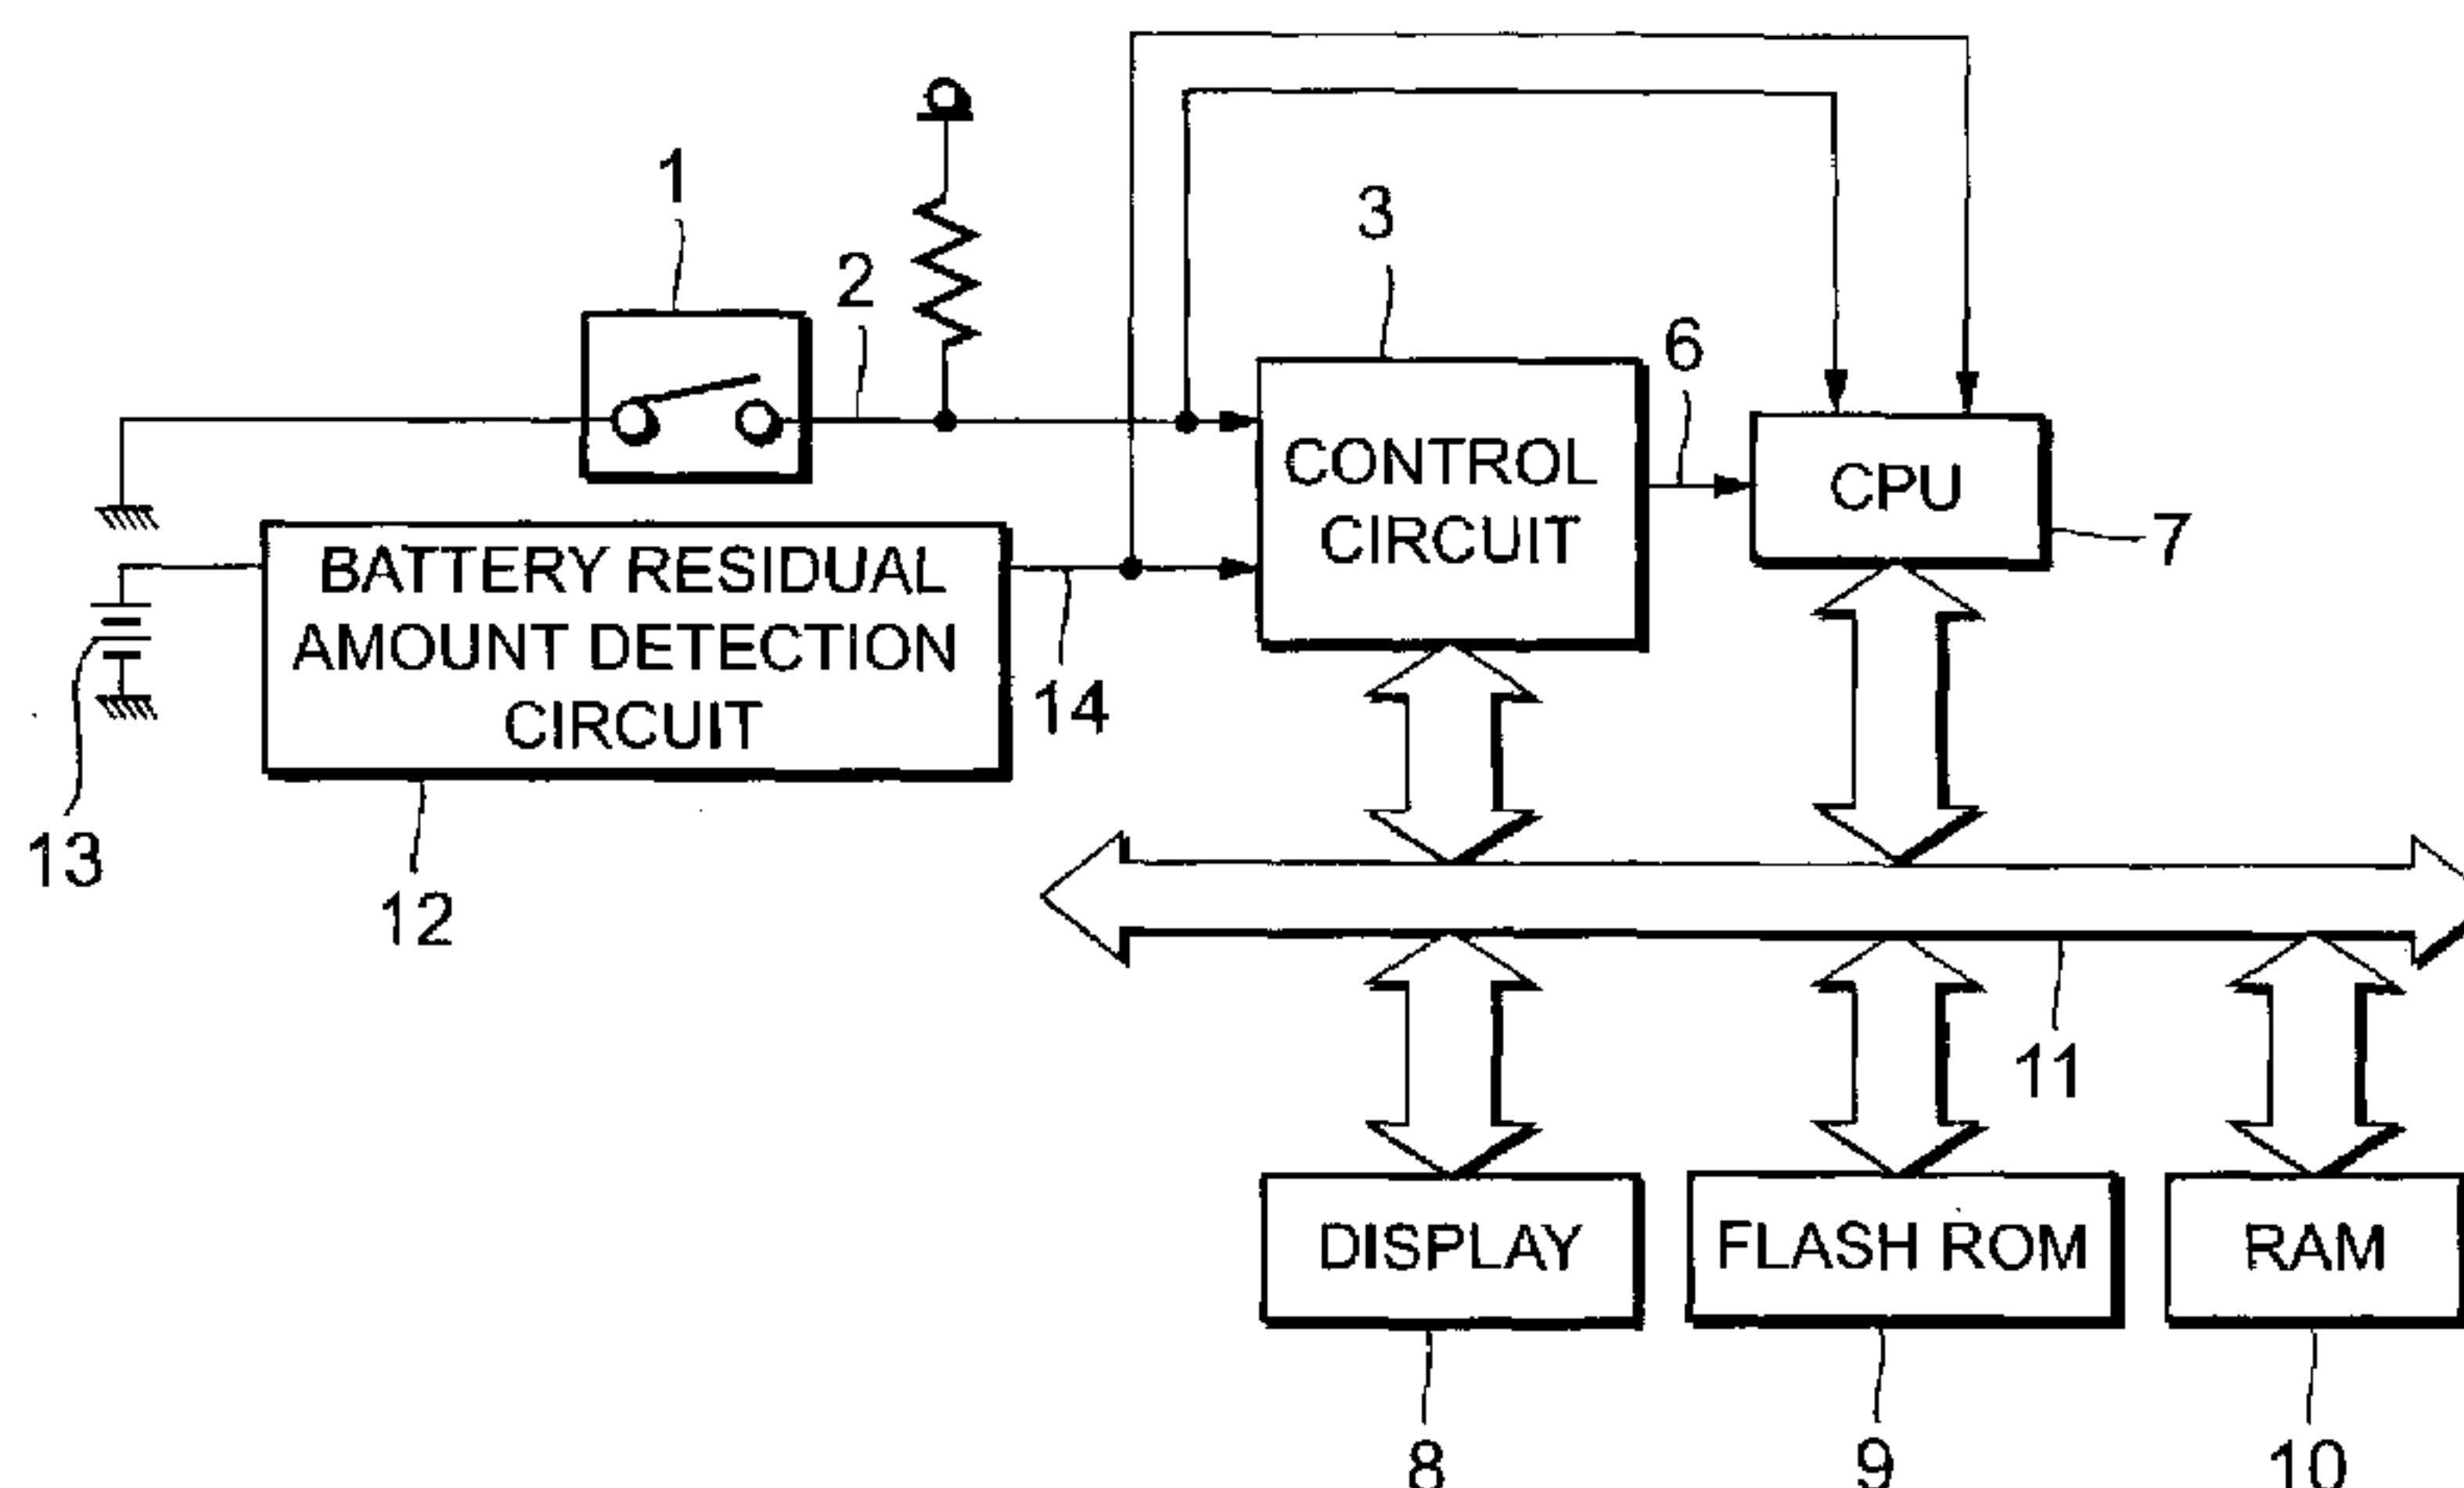 1
2
3
6
CONTROL
CIRCUIT
CPU
7
BATTERY RESIDUAL
AMOUNT DETECTION
CIRCUIT
14
13
12
11
DISPLAY
FLASH ROM
RAM
8
9
10